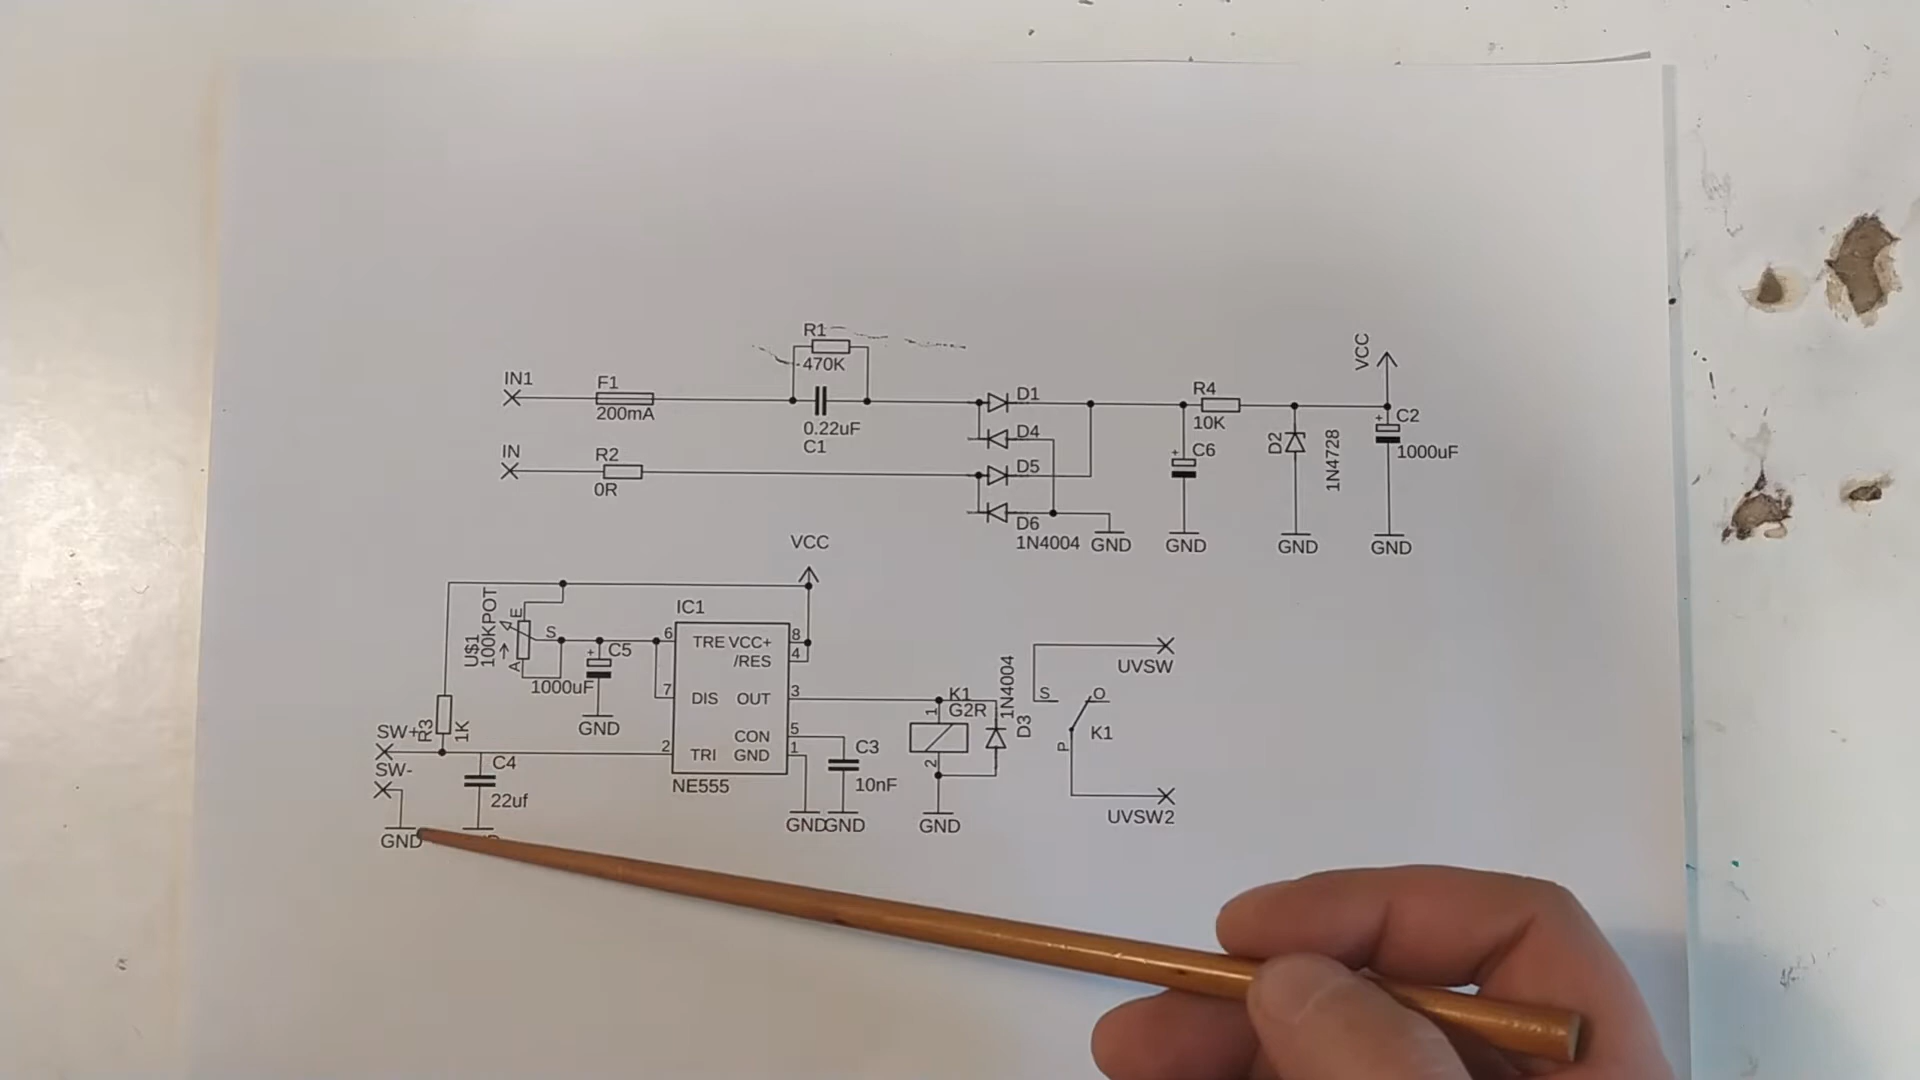 R1
470K
IN1
F1
200mA
0.22uF
C1
IN
R2
0R
D1
D4
D5
D6
1N4004
GND
R4
10K
C6
GND
D2
1N4728
GND
VCC
C2
1000uF
GND
VCC
U$1
100KPOT
E
S
A
C5
1000uF
GND
R3
1K
SW+
SW-
GND
C4
22uf
IC1
6
TRE
VCC+
8
/RES
4
7
DIS
OUT
3
CON
5
2
TRI
GND
1
NE555
C3
10nF
GND
GND
K1
G2R
1
2
GND
1N4004
D3
UVSW
S
O
P
K1
UVSW2